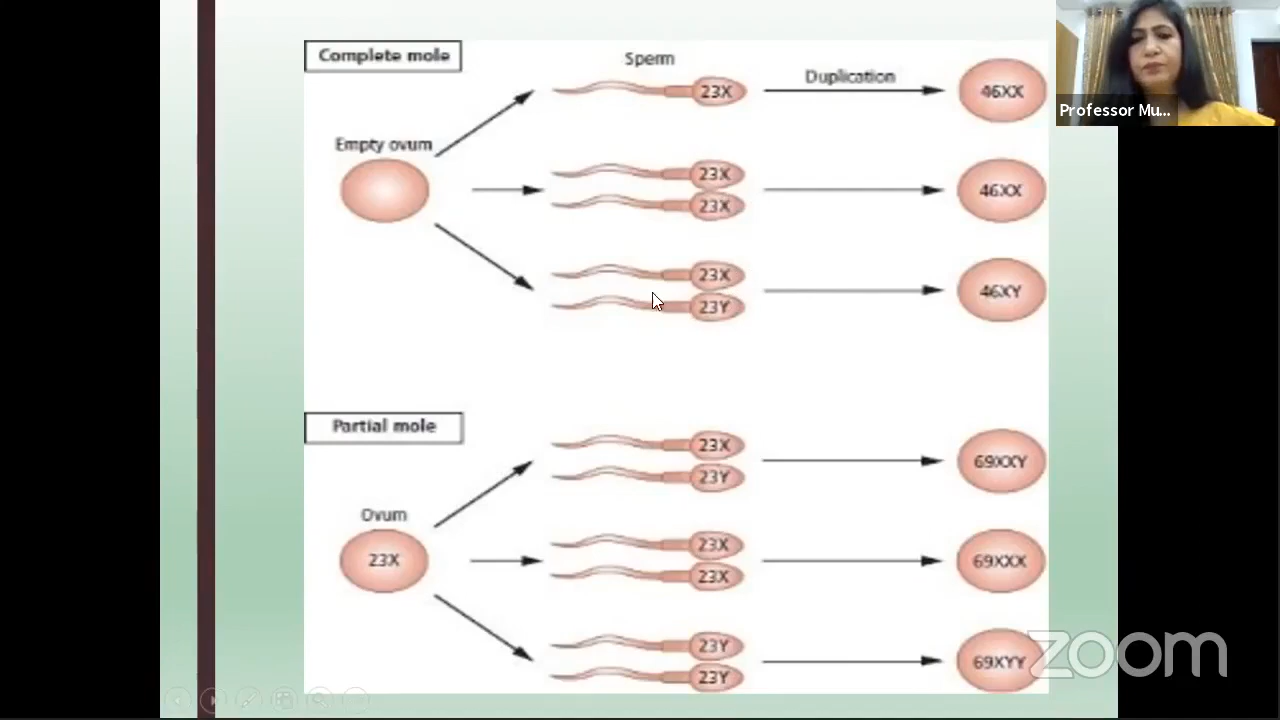 Complete mole
Sperm
23X
Duplication
46XX
Professor Mu...
Empty ovum
23X
23X
46XX
23X
23Y
46XY
Partial mole
23X
23Y
69XXY
Ovum
23X
23X
23X
69XXX
23Y
23Y
69XYY
zoom